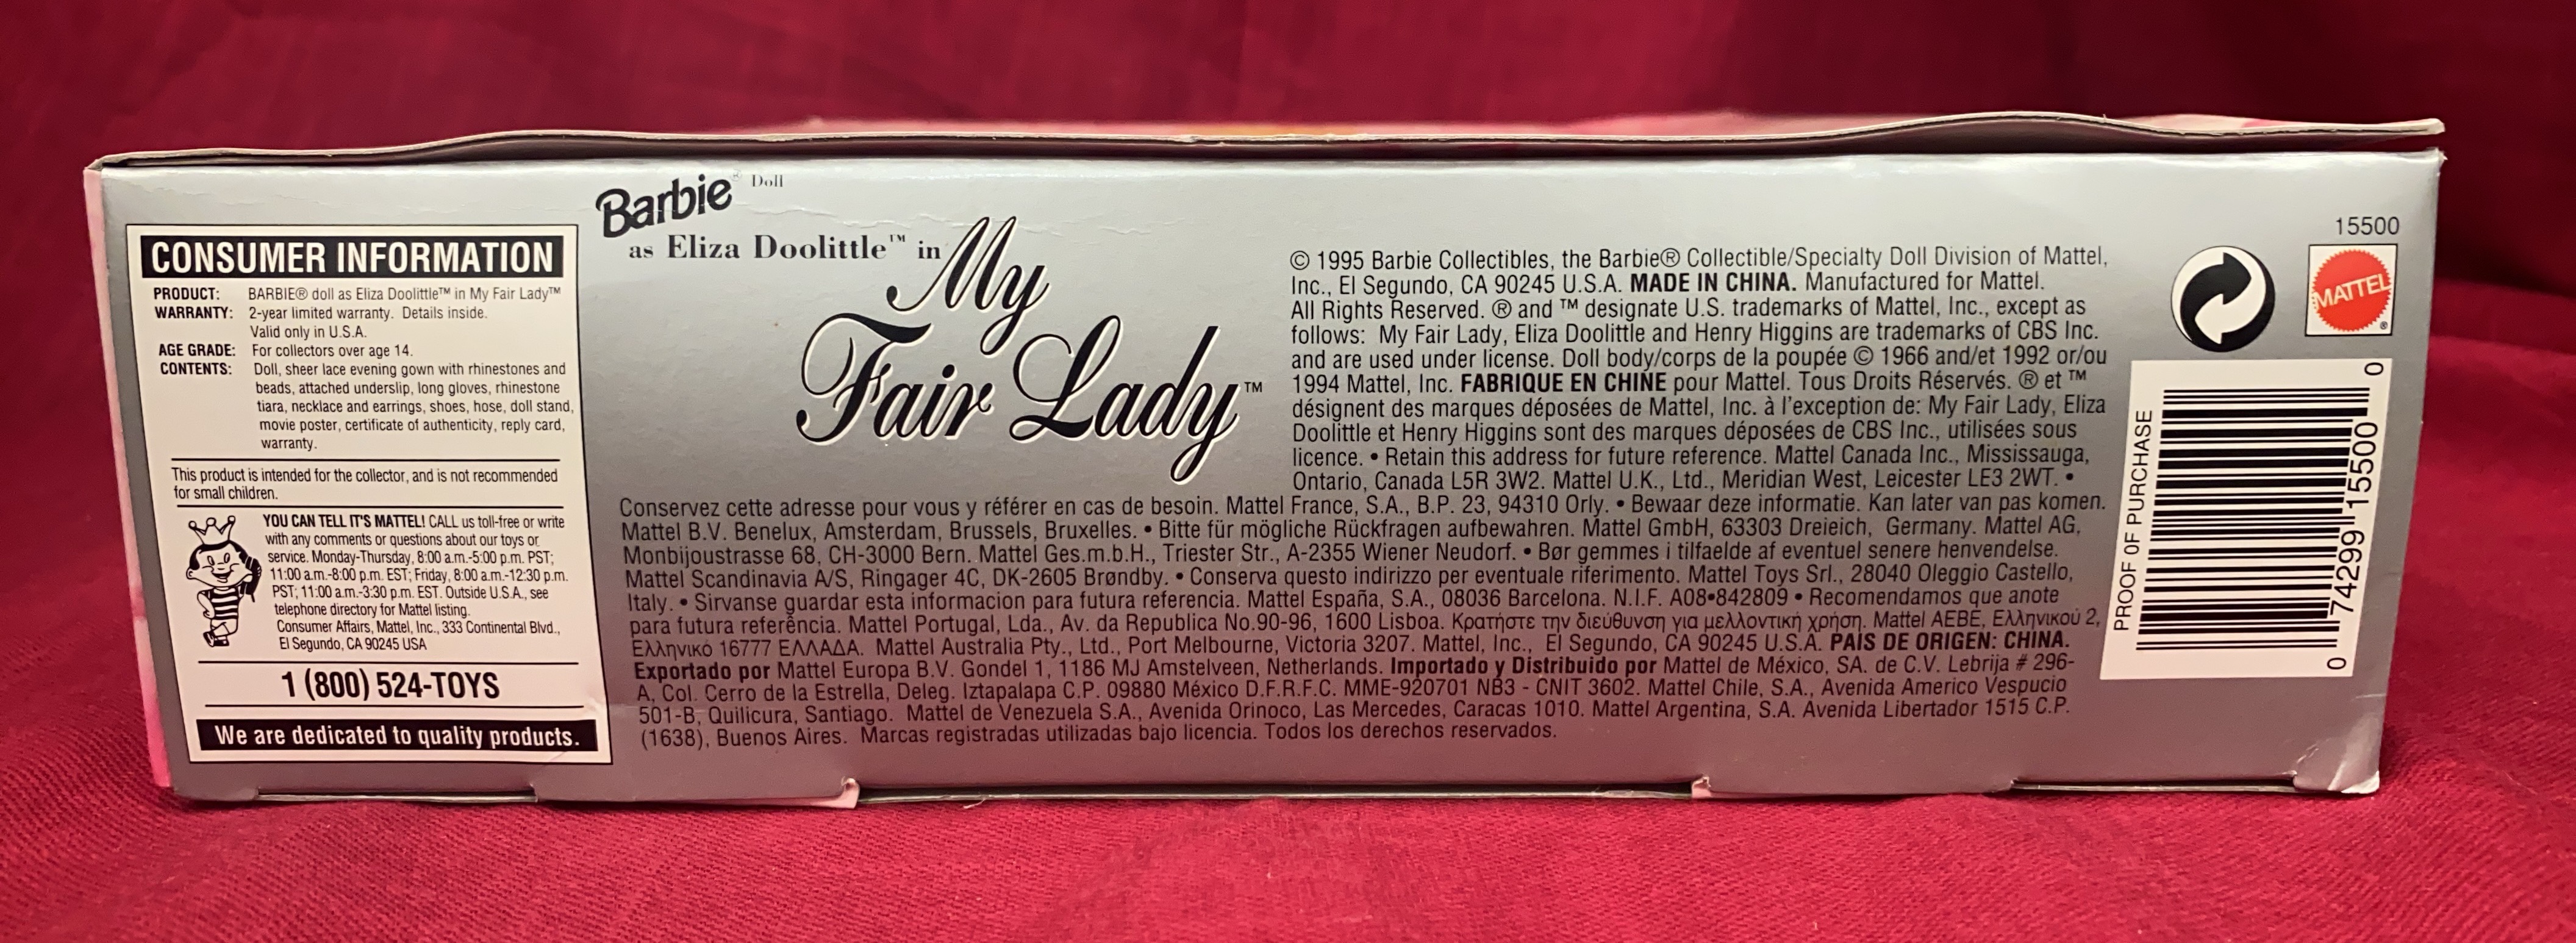 CONSUMER INFORMATION
PRODUCT: BARBIE® doll as Eliza Doolittle™ in My Fair Lady™
WARRANTY: 2-year limited warranty. Details inside.
Valid only in U.S.A.
AGE GRADE: For collectors over age 14.
CONTENTS: Doll, sheer lace evening gown with rhinestones and
beads, attached underslip, long gloves, rhinestone
tiara, necklace and earrings, shoes, hose, doll stand,
movie poster, certificate of authenticity, reply card,
warranty.
This product is intended for the collector, and is not recommended
for small children.
YOU CAN TELL IT'S MATTEL! CALL us toll-free or write
with any comments or questions about our toys or
service. Monday-Thursday, 8:00 a.m.-5:00 p.m. PST;
11:00 a.m.-8:00 p.m. EST; Friday, 8:00 a.m.-12:30 p.m.
PST; 11:00 a.m.-3:30 p.m. EST. Outside U.S.A., see
telephone directory for Mattel listing.
Consumer Affairs, Mattel, Inc., 333 Continental Blvd.,
El Segundo, CA 90245 USA
1 (800) 524-TOYS
We are dedicated to quality products.
Barbie® Doll
as Eliza Doolittle™ in
My
Fair Lady™
© 1995 Barbie Collectibles, the Barbie® Collectible/Specialty Doll Division of Mattel,
Inc., El Segundo, CA 90245 U.S.A. MADE IN CHINA. Manufactured for Mattel.
All Rights Reserved. ® and ™ designate U.S. trademarks of Mattel, Inc., except as
follows: My Fair Lady, Eliza Doolittle and Henry Higgins are trademarks of CBS Inc.
and are used under license. Doll body/corps de la poupée © 1966 and/et 1992 or/ou
1994 Mattel, Inc. FABRIQUE EN CHINE pour Mattel. Tous Droits Réservés. ® et ™
désignent des marques déposées de Mattel, Inc. à l'exception de: My Fair Lady, Eliza
Doolittle et Henry Higgins sont des marques déposées de CBS Inc., utilisées sous
licence. • Retain this address for future reference. Mattel Canada Inc., Mississauga,
Ontario, Canada L5R 3W2. Mattel U.K., Ltd., Meridian West, Leicester LE3 2WT. •
Conservez cette adresse pour vous y référer en cas de besoin. Mattel France, S.A., B.P. 23, 94310 Orly. • Bewaar deze informatie. Kan later van pas komen.
Mattel B.V. Benelux, Amsterdam, Brussels, Bruxelles. • Bitte für mögliche Rückfragen aufbewahren. Mattel GmbH, 63303 Dreieich, Germany. Mattel AG,
Monbijoustrasse 68, CH-3000 Bern. Mattel Ges.m.b.H., Triester Str., A-2355 Wiener Neudorf. • Bør gemmes i tilfaelde af eventuel senere henvendelse.
Mattel Scandinavia A/S, Ringager 4C, DK-2605 Brøndby. • Conserva questo indirizzo per eventuale riferimento. Mattel Toys Srl., 28040 Oleggio Castello,
Italy. • Sirvanse guardar esta informacion para futura referencia. Mattel España, S.A., 08036 Barcelona. N.I.F. A08•842809 • Recomendamos que anote
para futura referência. Mattel Portugal, Lda., Av. da Republica No.90-96, 1600 Lisboa. Κρατήστε την διεύθυνση για μελλοντική χρήση. Mattel AEBE, Ελληνικού 2,
Ελληνικό 16777 ΕΛΛΑΔΑ. Mattel Australia Pty., Ltd., Port Melbourne, Victoria 3207. Mattel, Inc., El Segundo, CA 90245 U.S.A. PAIS DE ORIGEN: CHINA.
Exportado por Mattel Europa B.V. Gondel 1, 1186 MJ Amstelveen, Netherlands. Importado y Distribuido por Mattel de México, SA. de C.V. Lebrija # 296-
A, Col. Cerro de la Estrella, Deleg. Iztapalapa C.P. 09880 México D.F.R.F.C. MME-920701 NB3 - CNIT 3602. Mattel Chile, S.A., Avenida Americo Vespucio
501-B, Quilicura, Santiago. Mattel de Venezuela S.A., Avenida Orinoco, Las Mercedes, Caracas 1010. Mattel Argentina, S.A. Avenida Libertador 1515 C.P.
(1638), Buenos Aires. Marcas registradas utilizadas bajo licencia. Todos los derechos reservados.
15500
MATTEL®
PROOF OF PURCHASE
0 74299 15500 0